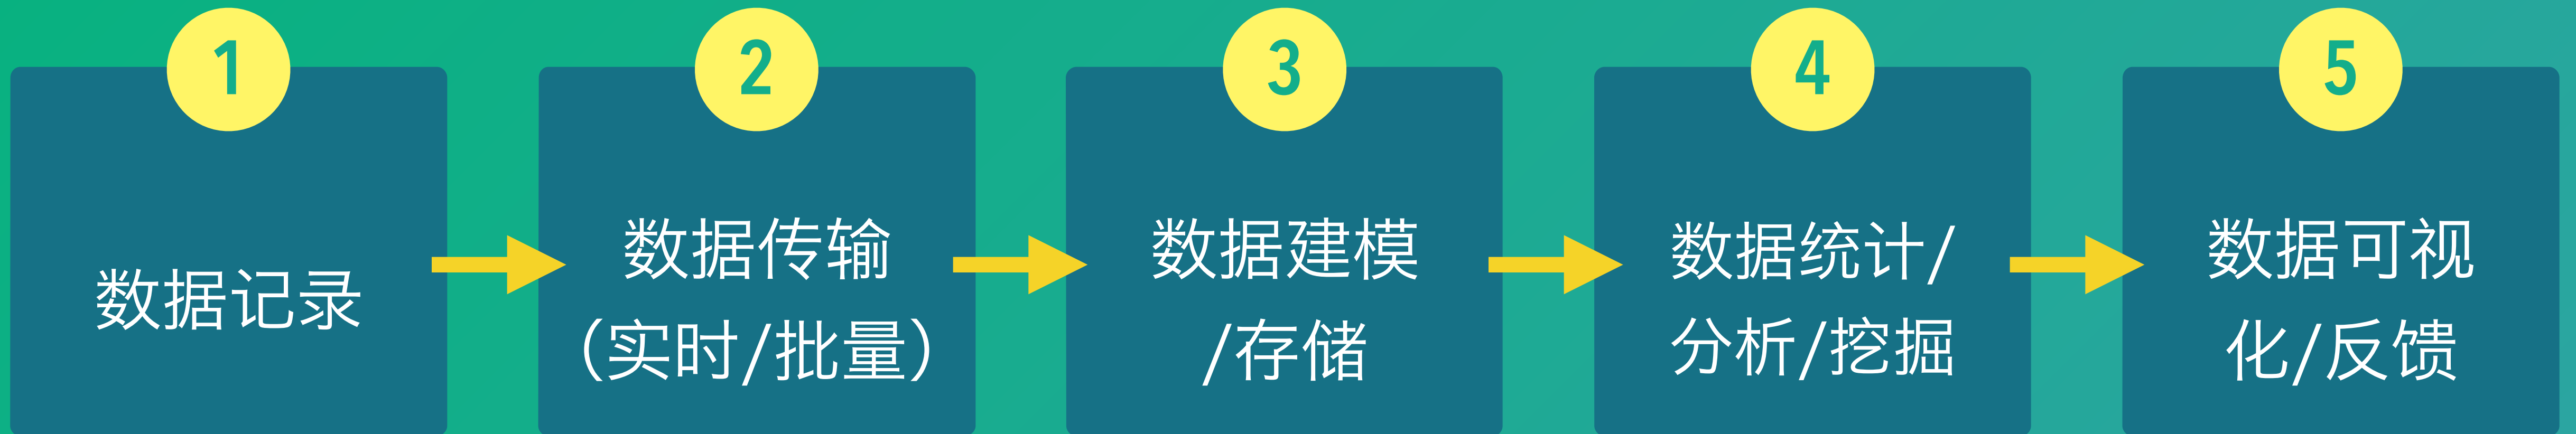 1
数据记录
2
数据传输
（实时/批量）
3
数据建模
/存储
4
数据统计/
分析/挖掘
5
数据可视
化/反馈